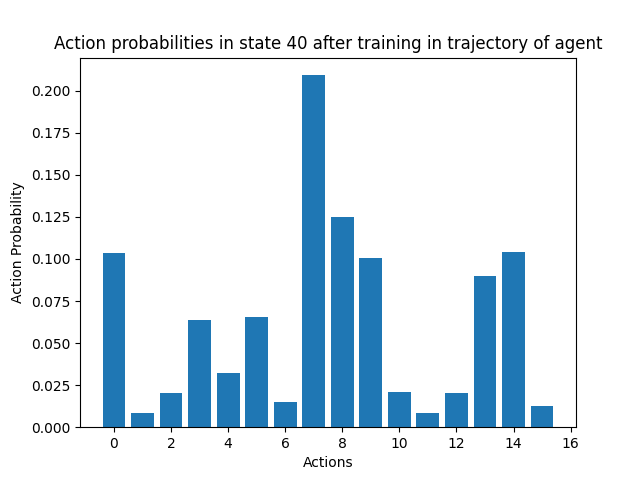 Action probabilities in state 40 after training in trajectory of agent
0.200
0.175
0.150
0.125
0.100
0.075
0.050
0.025
0.000
Action Probability
0 2 4 6 8 10 12 14 16
Actions